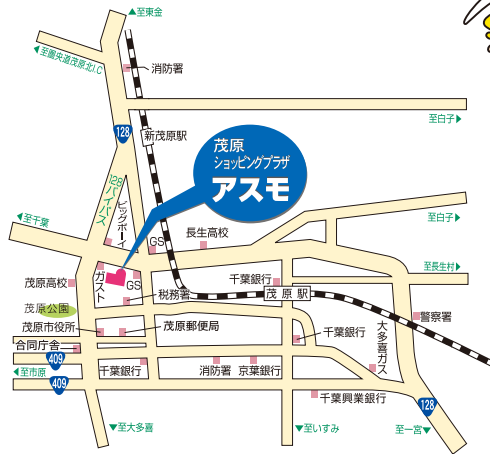 ▲至東金
◀至圏央道茂原北I.C
消防署
至白子▶
128
新茂原駅
茂原
ショッピングプラザ
アスモ
128バイパス
◀至千葉
ビッグボーイ
GS
長生高校
至白子▶
至長生村▶
ガスト
GS
茂原高校
税務署
千葉銀行
茂原駅
茂原公園
茂原市役所
茂原郵便局
千葉銀行
大多喜ガス
警察署
合同庁舎
409
千葉銀行
消防署
京葉銀行
◀至市原
409
千葉興業銀行
128
▼至大多喜
▼至いすみ
至一宮▼